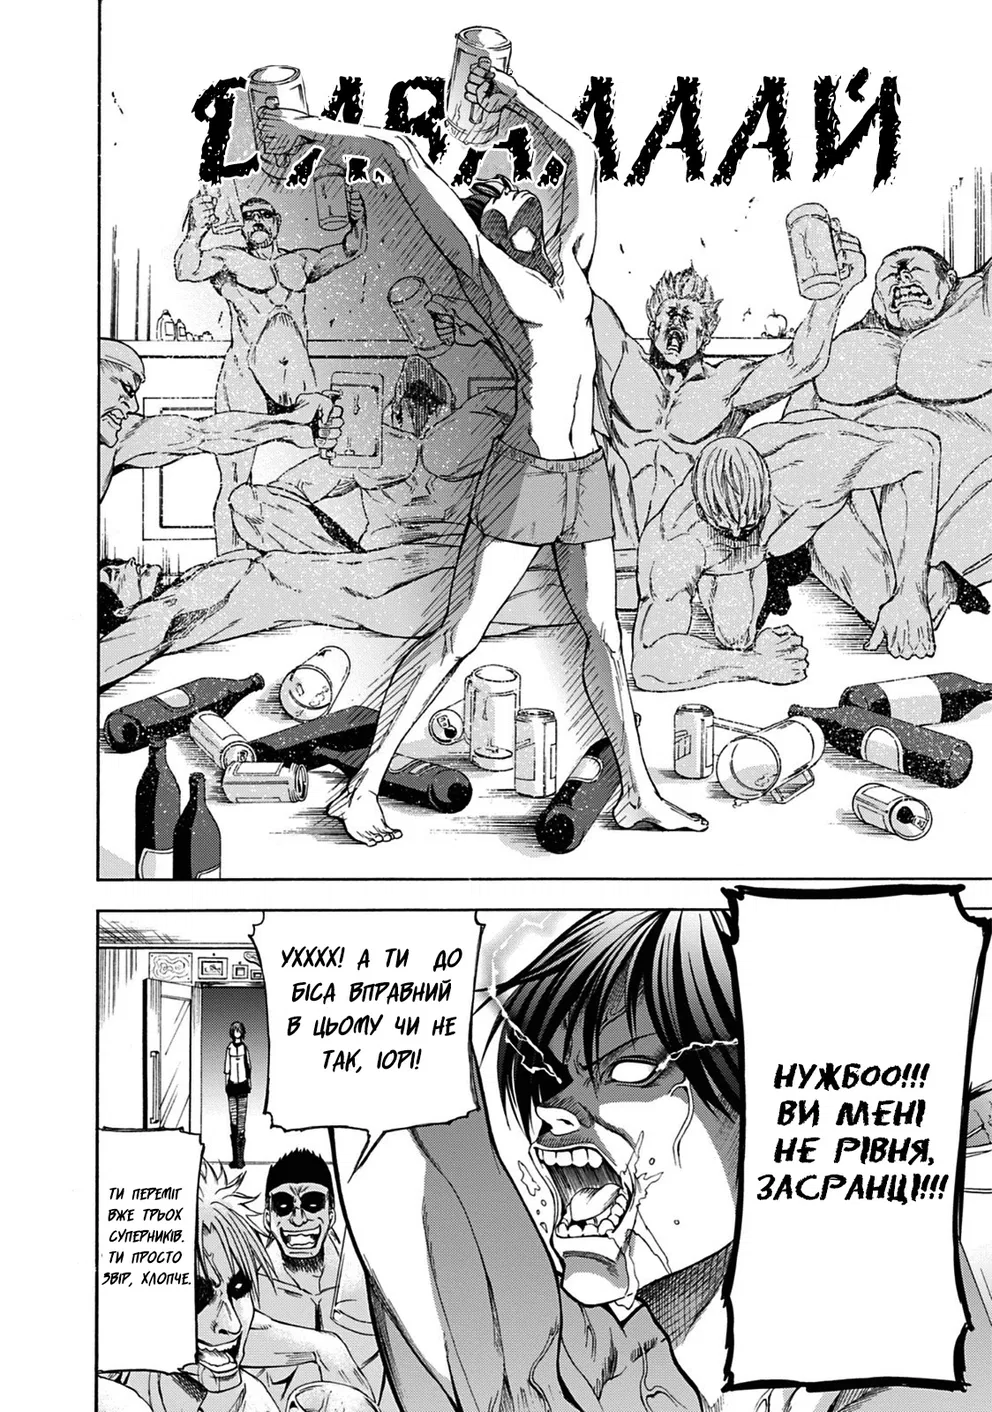 ДАВАЛАААЙ
НУЖБОО!!!
ВИ МЕНІ
НЕ РІВНЯ,
ЗАСРАНЦІ!!!
УХХХХ! А ТИ ДО
БІСА ВПРАВНИЙ
В ЦЬОМУ ЧИ НЕ
ТАК, ІОРІ!
ТИ ПЕРЕМІГ
ВЖЕ ТРЬОХ
СУПЕРНИКІВ.
ТИ ПРОСТО
ЗВІР, ХЛОПЧЕ.